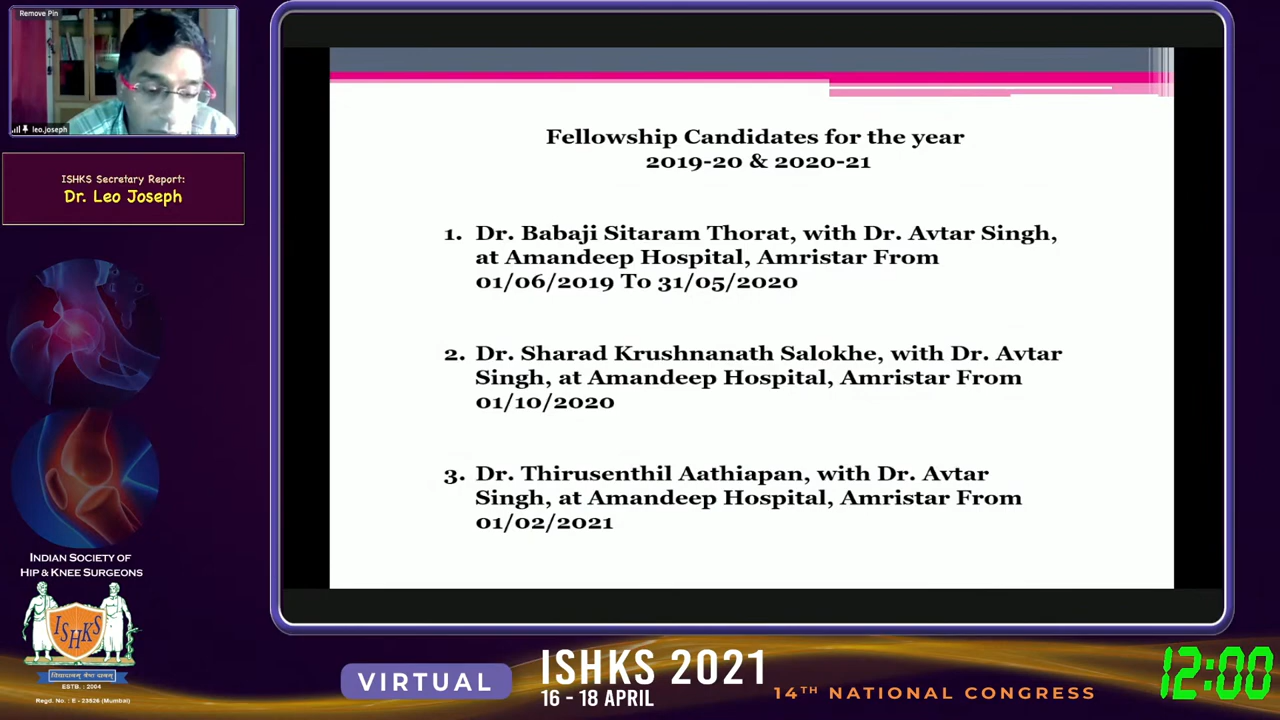 Remove Pin
leo.joseph
ISHKS Secretary Report:
Dr. Leo Joseph
Fellowship Candidates for the year
2019-20 & 2020-21
1. Dr. Babaji Sitaram Thorat, with Dr. Avtar Singh,
at Amandeep Hospital, Amristar From
01/06/2019 To 31/05/2020
2. Dr. Sharad Krushnanath Salokhe, with Dr. Avtar
Singh, at Amandeep Hospital, Amristar From
01/10/2020
3. Dr. Thirusenthil Aathiapan, with Dr. Avtar
Singh, at Amandeep Hospital, Amristar From
01/02/2021
INDIAN SOCIETY OF
HIP & KNEE SURGEONS
ISHKS
ESTB. : 2004
Regd. No. : E - 23526 (Mumbai)
VIRTUAL
ISHKS 2021
16 - 18 APRIL
14TH NATIONAL CONGRESS
12:00